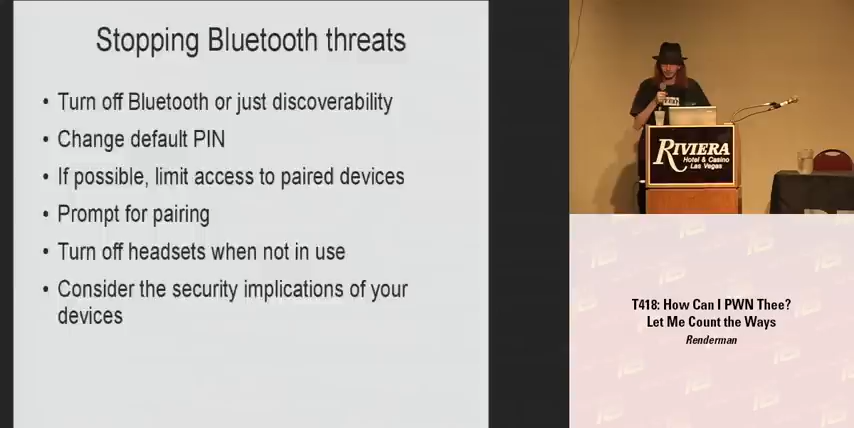 Stopping Bluetooth threats
• Turn off Bluetooth or just discoverability
• Change default PIN
• If possible, limit access to paired devices
• Prompt for pairing
• Turn off headsets when not in use
• Consider the security implications of your
devices
RIVIERA
Hotel & Casino
Las Vegas
T418: How Can I PWN Thee?
Let Me Count the Ways
Renderman